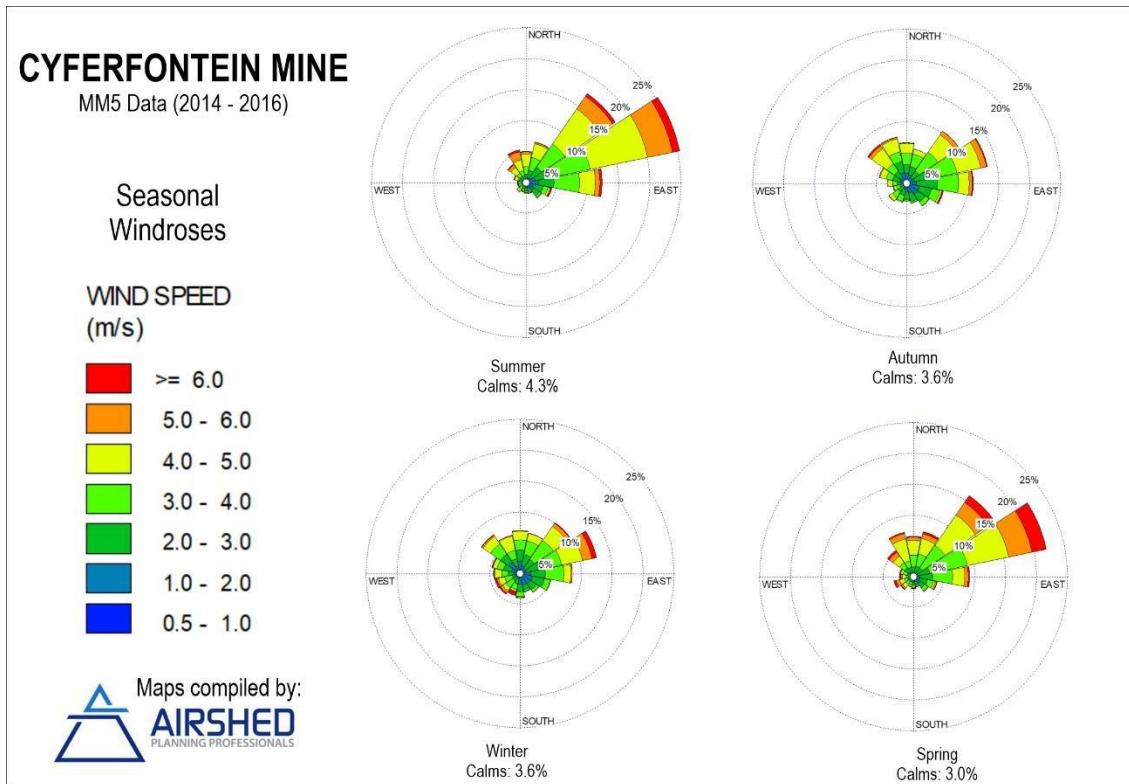 CYFERFONTEIN MINE
MM5 Data (2014 - 2016)
Seasonal
Windroses
WIND SPEED
(m/s)
>= 6.0
5.0 - 6.0
4.0 - 5.0
3.0 - 4.0
2.0 - 3.0
1.0 - 2.0
0.5 - 1.0
Maps compiled by:
AIRSHED
PLANNING PROFESSIONALS
NORTH
25%
20%
15%
10%
5%
WEST
EAST
SOUTH
Summer
Calms: 4.3%
NORTH
25%
20%
15%
10%
5%
WEST
EAST
SOUTH
Autumn
Calms: 3.6%
NORTH
25%
20%
15%
10%
5%
WEST
EAST
SOUTH
Winter
Calms: 3.6%
NORTH
25%
20%
15%
10%
5%
WEST
EAST
SOUTH
Spring
Calms: 3.0%